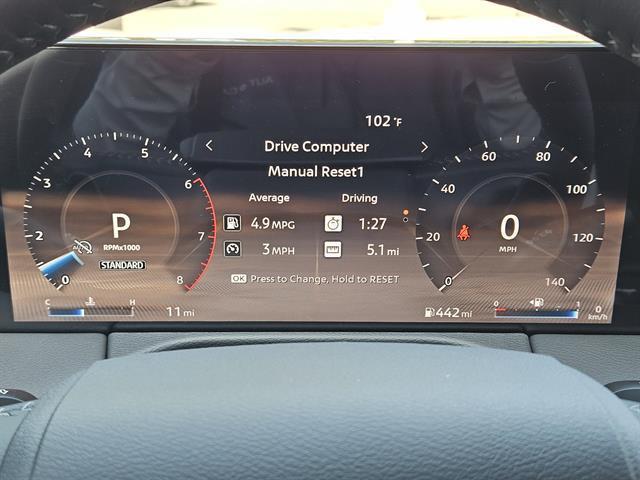 102 °F
< Drive Computer >
Manual Reset1
Average Driving
4.9 MPG 1:27
3 MPH 5.1 mi
OK Press to Change, Hold to RESET
0 1 2 3 4 5 6 7 8
P
RPMx1000
AUTO
STANDARD
0 20 40 60 80 100 120 140
0
MPH
C H
11 mi
442 mi
0 1
0
km/h